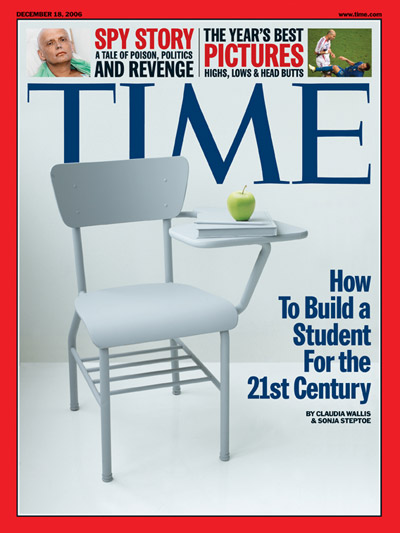 DECEMBER 18, 2006
www.time.com
SPY STORY
A TALE OF POISON, POLITICS
AND REVENGE
THE YEAR'S BEST
PICTURES
HIGHS, LOWS & HEAD BUTTS
TIME
How
To Build a
Student
For the
21st Century
BY CLAUDIA WALLIS
& SONJA STEPTOE